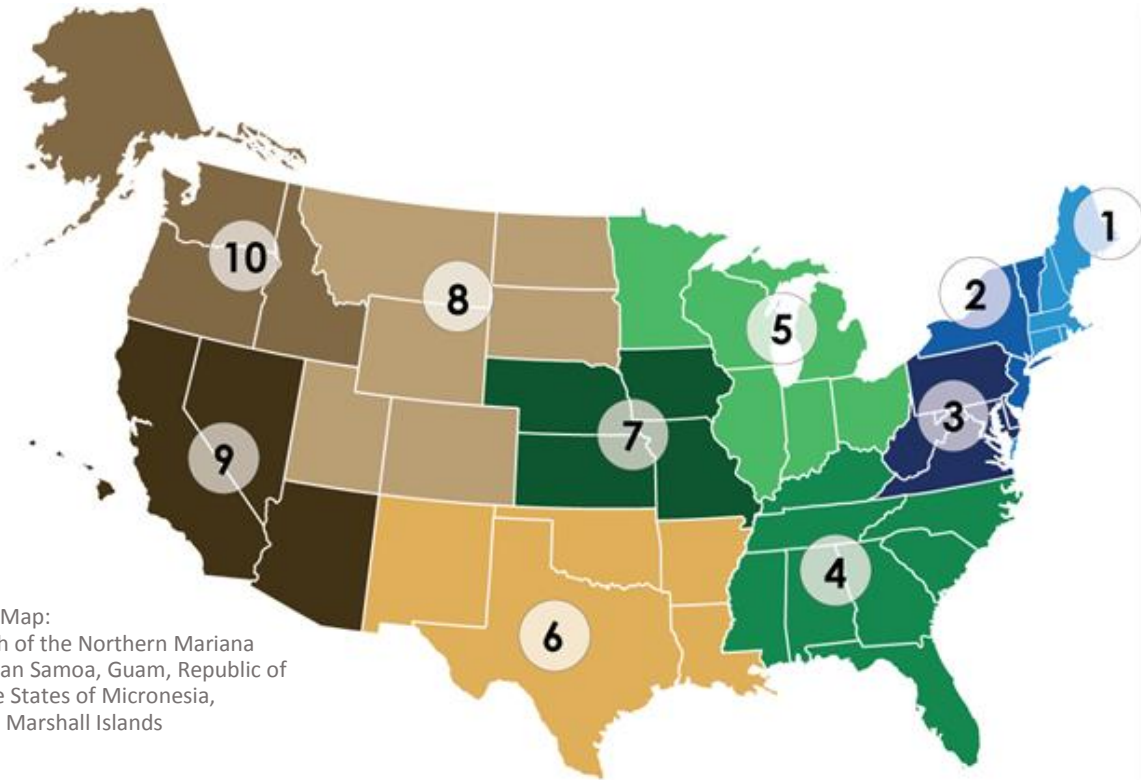 1
2
10
8
5
3
7
9
4
6
Map:
h of the Northern Mariana
an Samoa, Guam, Republic of
e States of Micronesia,
Marshall Islands